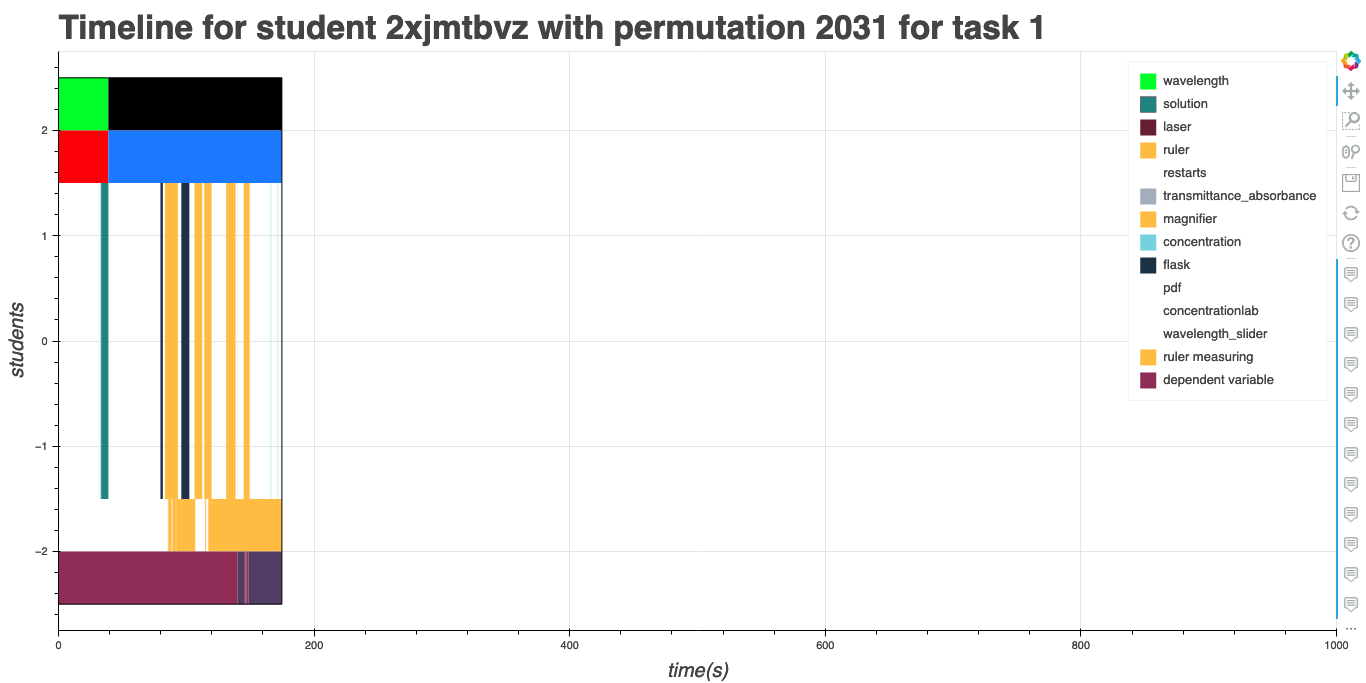 Timeline for student 2xjmtbvz with permutation 2031 for task 1
wavelength
solution
laser
ruler
restarts
transmittance_absorbance
magnifier
concentration
flask
pdf
concentrationlab
wavelength_slider
ruler measuring
dependent variable
students
2
1
0
−1
−2
0 200 400 600 800 1000
time(s)